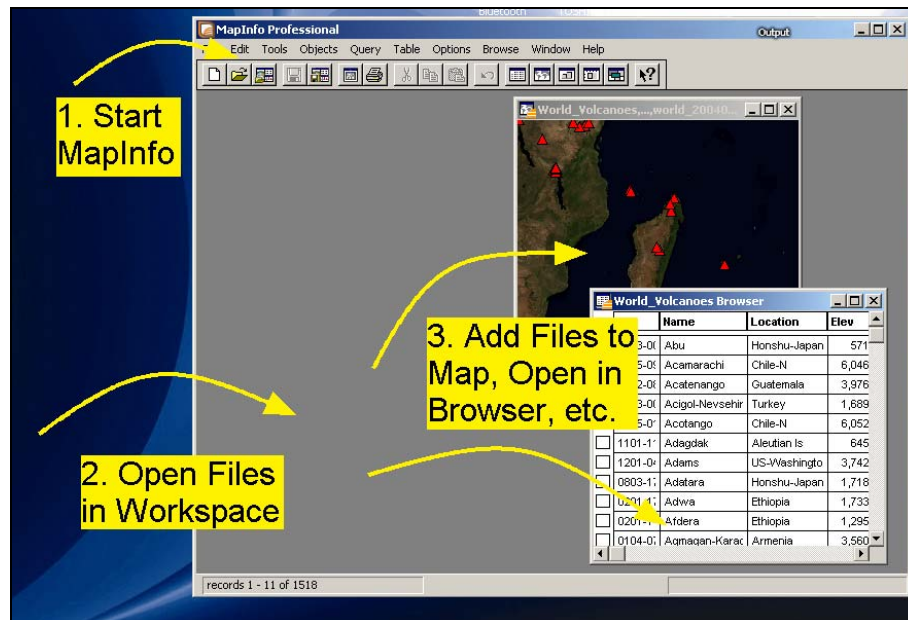 MapInfo Professional
Output
Edit Tools Objects Query Table Options Browse Window Help
1. Start
MapInfo
World_Volcanoes,...,world_20040...
World_Volcanoes Browser
Name Location Elev
Abu Honshu-Japan 571
Acamarachi Chile-N 6,046
Acatenango Guatemala 3,976
Acigol-Nevsehir Turkey 1,689
Acotango Chile-N 6,052
1101-1 Adagdak Aleutian Is 645
1201-0 Adams US-Washingto 3,742
0803-1 Adatara Honshu-Japan 1,718
0201-1 Adwa Ethiopia 1,733
0201- Afdera Ethiopia 1,295
0104-0 Agmagan-Karac Armenia 3,560
3. Add Files to
Map, Open in
Browser, etc.
2. Open Files
in Workspace
records 1 - 11 of 1518